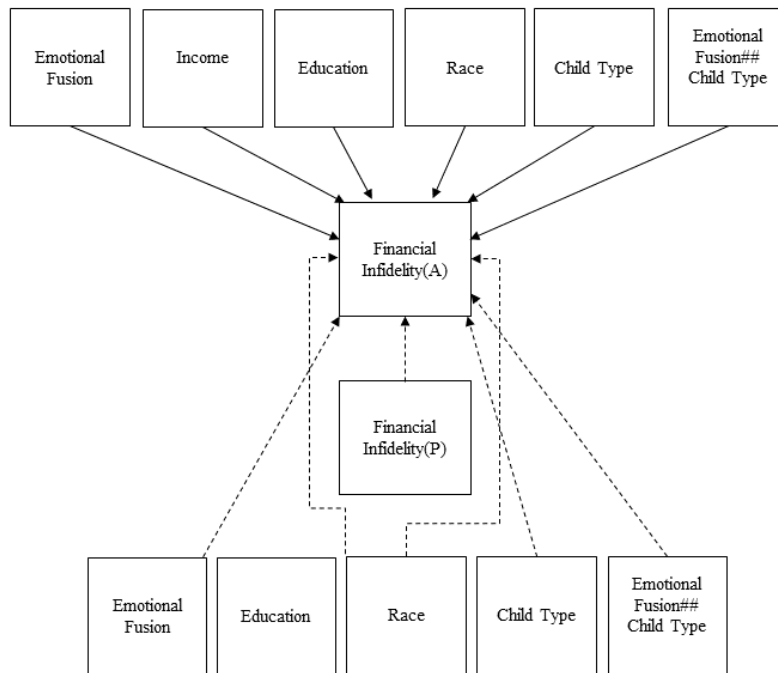 Emotional
Fusion
Income
Education
Race
Child Type
Emotional
Fusion##
Child Type
Financial
Infidelity(A)
Financial
Infidelity(P)
Emotional
Fusion
Education
Race
Child Type
Emotional
Fusion##
Child Type